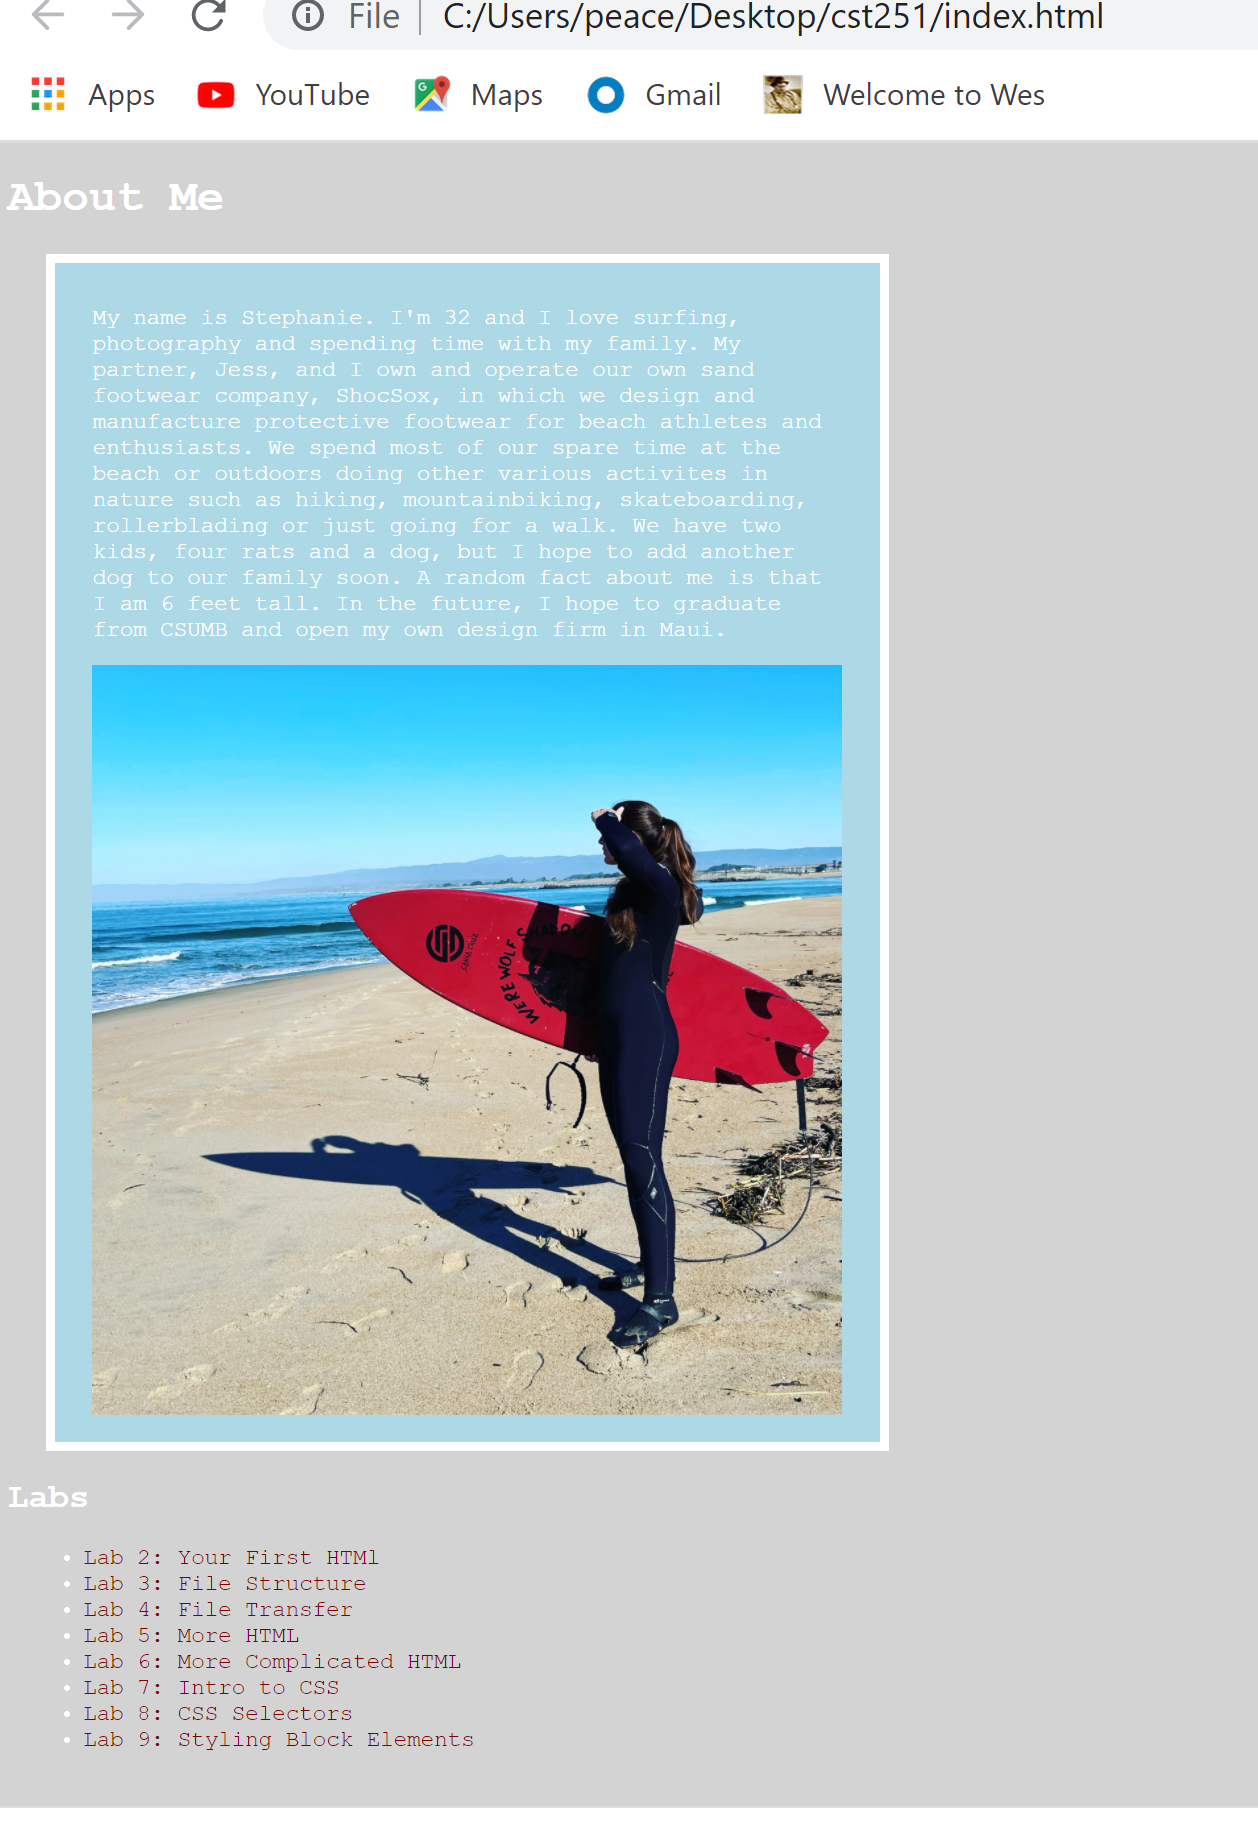 File C:/Users/peace/Desktop/cst251/index.html
Apps YouTube Maps Gmail Welcome to Wes
About Me
My name is Stephanie. I'm 32 and I love surfing,
photography and spending time with my family. My
partner, Jess, and I own and operate our own sand
footwear company, ShocSox, in which we design and
manufacture protective footwear for beach athletes and
enthusiasts. We spend most of our spare time at the
beach or outdoors doing other various activites in
nature such as hiking, mountainbiking, skateboarding,
rollerblading or just going for a walk. We have two
kids, four rats and a dog, but I hope to add another
dog to our family soon. A random fact about me is that
I am 6 feet tall. In the future, I hope to graduate
from CSUMB and open my own design firm in Maui.
SANTA CRUZ
WEREWOLF SHADOW
Labs
Lab 2: Your First HTMl
Lab 3: File Structure
Lab 4: File Transfer
Lab 5: More HTML
Lab 6: More Complicated HTML
Lab 7: Intro to CSS
Lab 8: CSS Selectors
Lab 9: Styling Block Elements